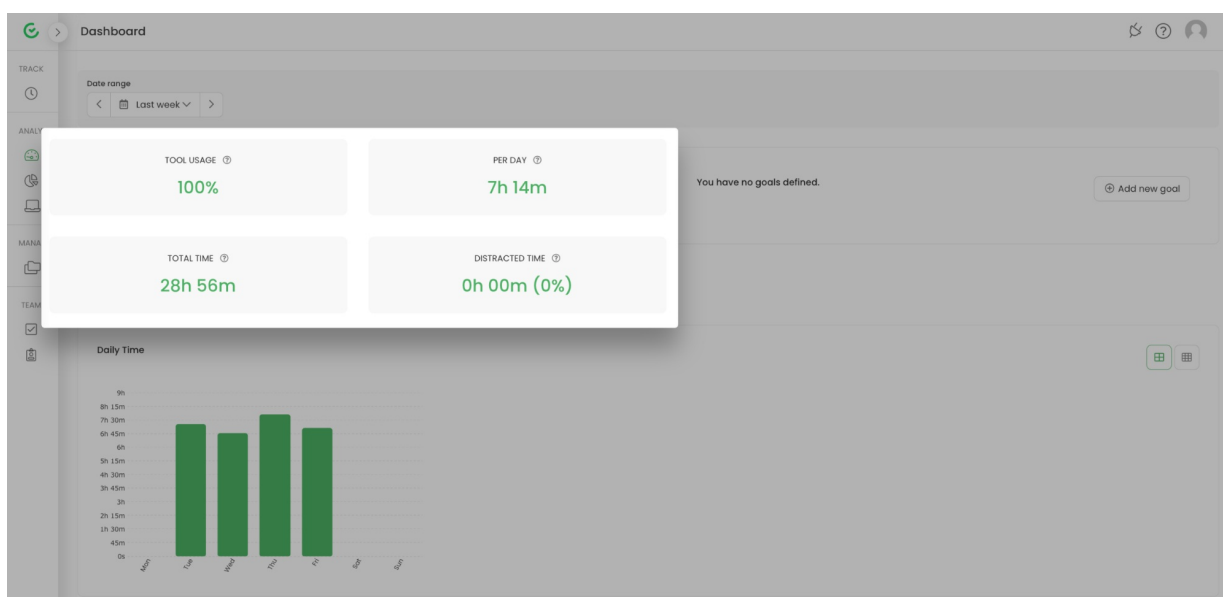 Dashboard
TRACK
Date range
Last week
ANALY
TOOL USAGE
100%
PER DAY
7h 14m
You have no goals defined.
Add new goal
MANA
TOTAL TIME
28h 56m
DISTRACTED TIME
0h 00m (0%)
TEAM
Daily Time
9h
8h 15m
7h 30m
6h 45m
6h
5h 15m
4h 30m
3h 45m
3h
2h 15m
1h 30m
45m
0s
Mon Tue Wed Thu Fri Sat Sun